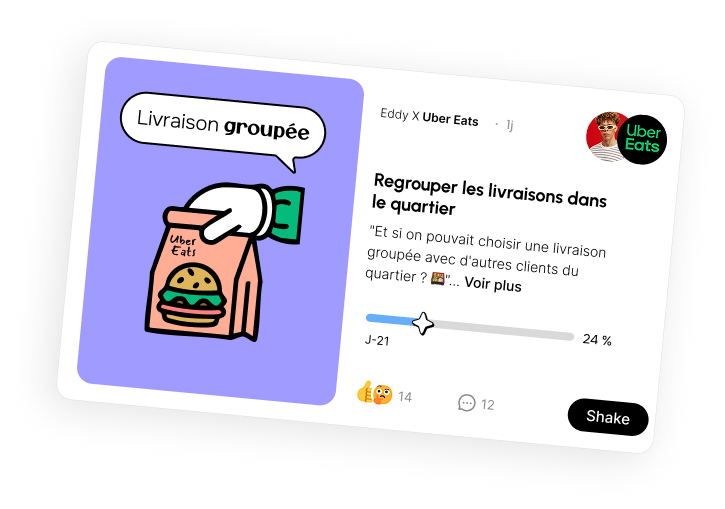 Livraison groupée
Uber
Eats
Eddy X Uber Eats · 1j
Uber
Eats
Regrouper les livraisons dans
le quartier
"Et si on pouvait choisir une livraison
groupée avec d'autres clients du
quartier ? 🍱"... Voir plus
24 %
J-21
14
12
Shake